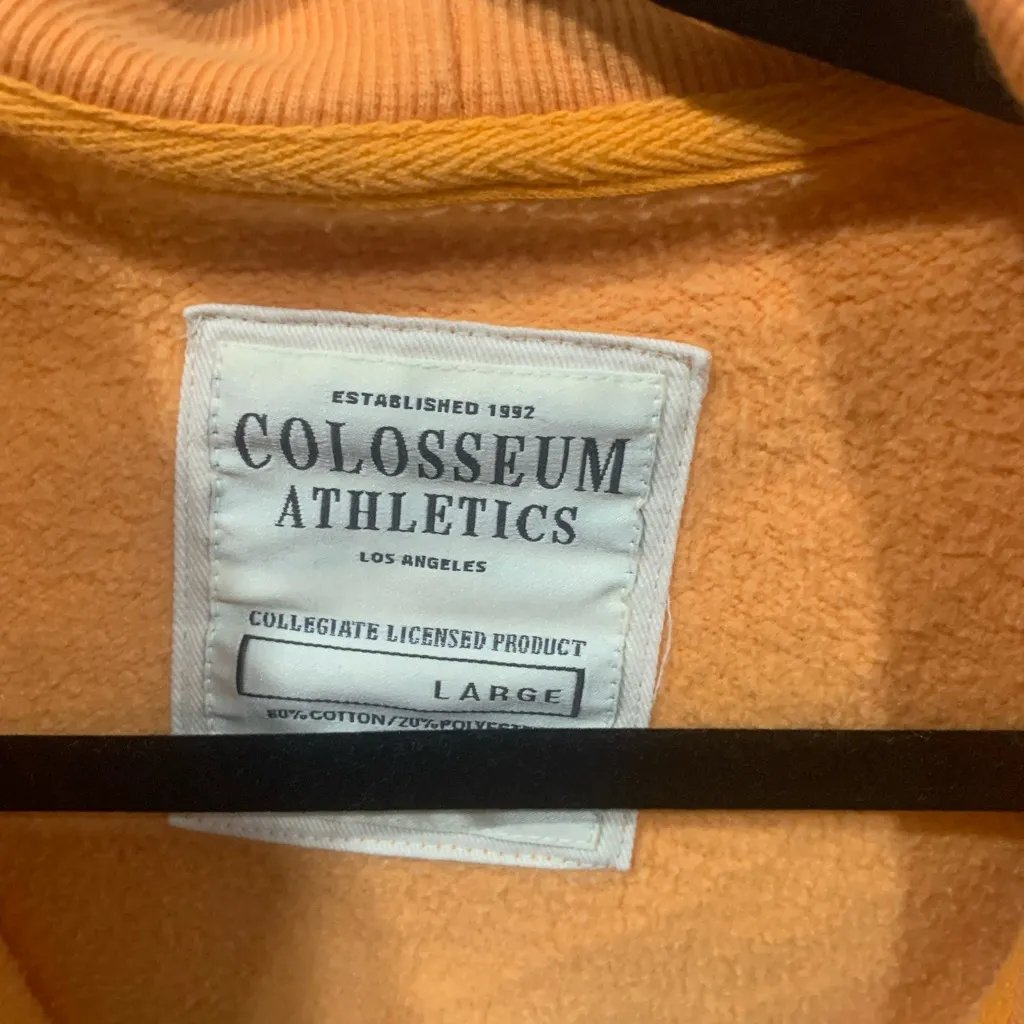 ESTABLISHED 1992
COLOSSEUM
ATHLETICS
LOS ANGELES
COLLEGIATE LICENSED PRODUCT
LARGE
80% COTTON/20%